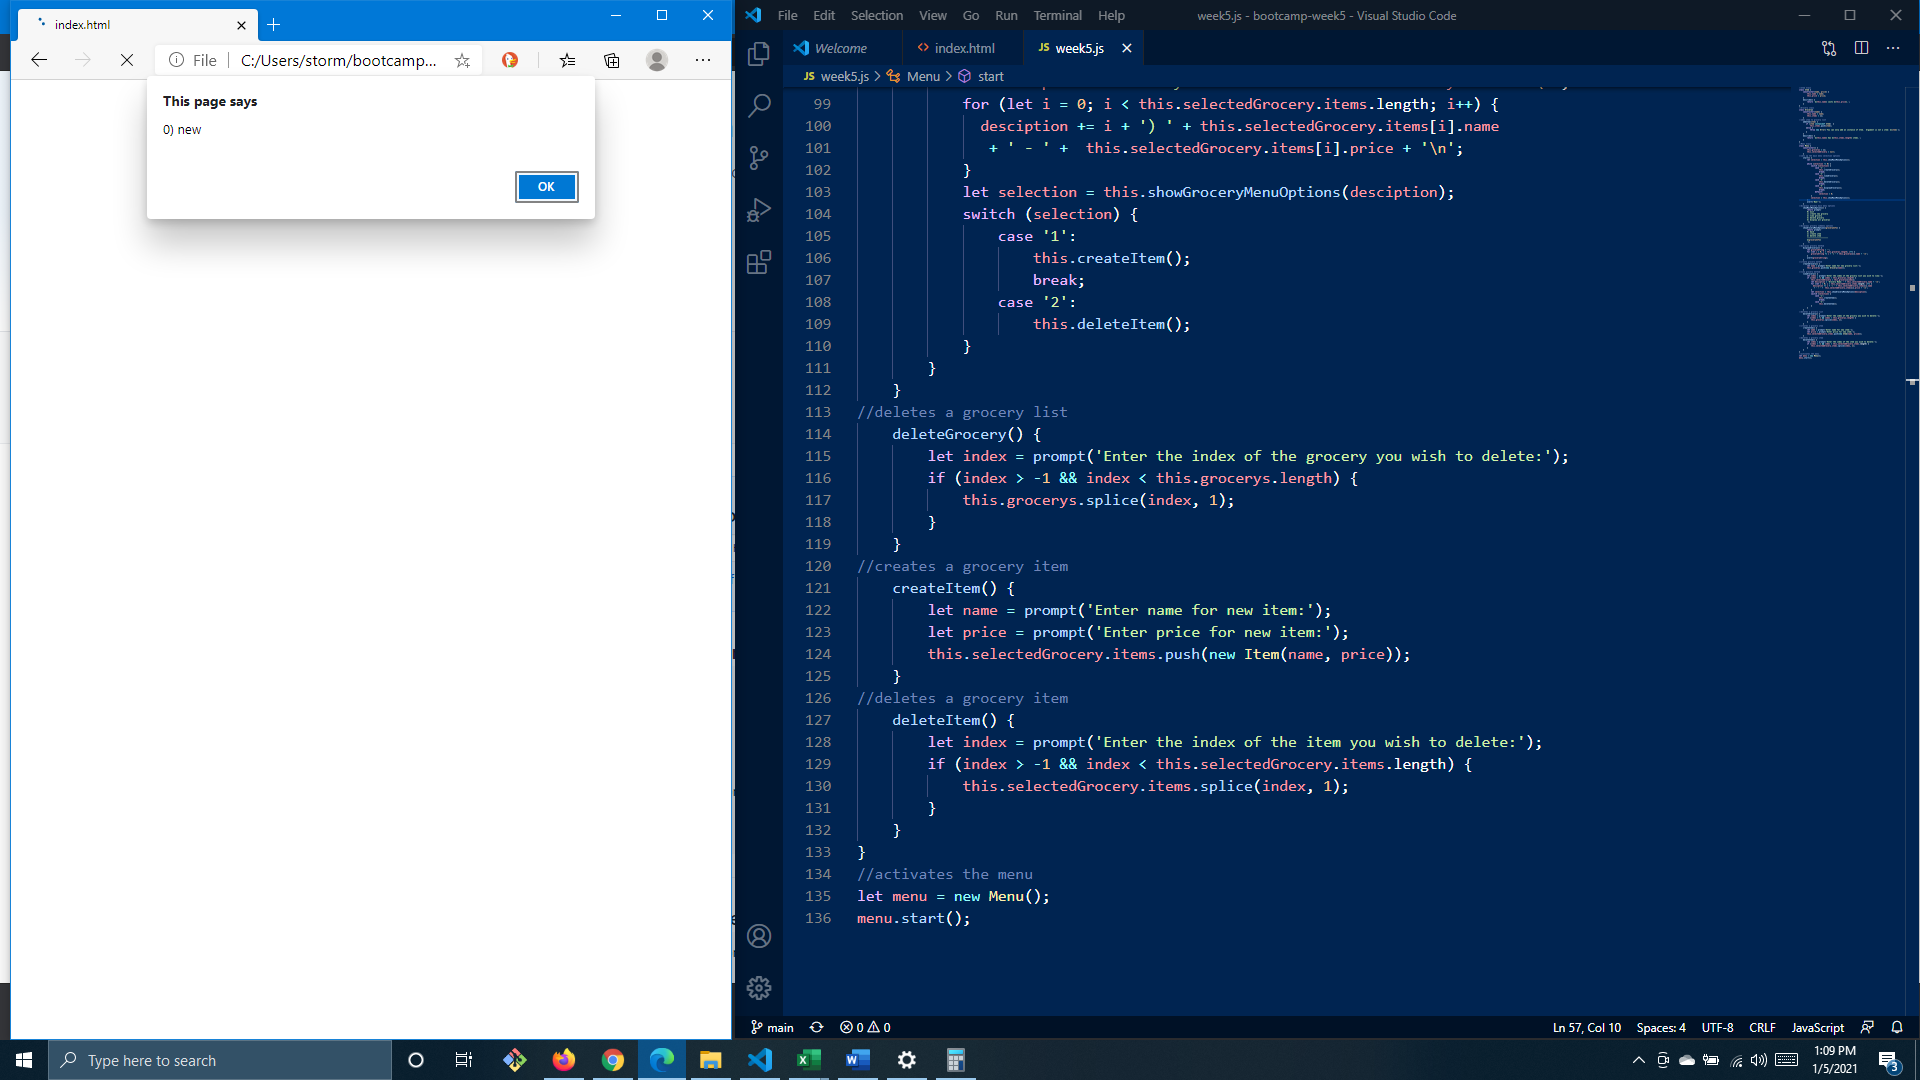 index.html
File C:/Users/storm/bootcamp...
This page says
0) new
OK
File Edit Selection View Go Run Terminal Help
week5.js - bootcamp-week5 - Visual Studio Code
Welcome
index.html
JS week5.js
JS week5.js > Menu > start
99 for (let i = 0; i < this.selectedGrocery.items.length; i++) {
100 desciption += i + ') ' + this.selectedGrocery.items[i].name
101 + ' - ' +  this.selectedGrocery.items[i].price + '\n';
102 }
103 let selection = this.showGroceryMenuOptions(desciption);
104 switch (selection) {
105 case '1':
106 this.createItem();
107 break;
108 case '2':
109 this.deleteItem();
110 }
111 }
112 }
113 //deletes a grocery list
114 deleteGrocery() {
115 let index = prompt('Enter the index of the grocery you wish to delete:');
116 if (index > -1 && index < this.grocerys.length) {
117 this.grocerys.splice(index, 1);
118 }
119 }
120 //creates a grocery item
121 createItem() {
122 let name = prompt('Enter name for new item:');
123 let price = prompt('Enter price for new item:');
124 this.selectedGrocery.items.push(new Item(name, price));
125 }
126 //deletes a grocery item
127 deleteItem() {
128 let index = prompt('Enter the index of the item you wish to delete:');
129 if (index > -1 && index < this.selectedGrocery.items.length) {
130 this.selectedGrocery.items.splice(index, 1);
131 }
132 }
133 }
134 //activates the menu
135 let menu = new Menu();
136 menu.start();
main 0 0
Ln 57, Col 10 Spaces: 4 UTF-8 CRLF JavaScript
Type here to search
1:09 PM
1/5/2021
3